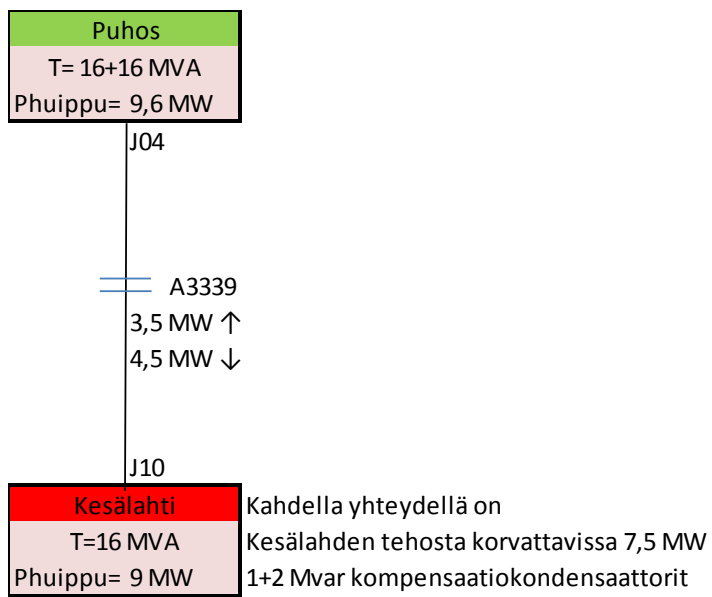 Puhos
T= 16+16 MVA
Phuippu= 9,6 MW
J04
A3339
3,5 MW ↑
4,5 MW ↓
J10
Kesälahti
T=16 MVA
Phuippu= 9 MW
Kahdella yhteydellä on
Kesälahden tehosta korvattavissa 7,5 MW
1+2 Mvar kompensaatiokondensaattorit